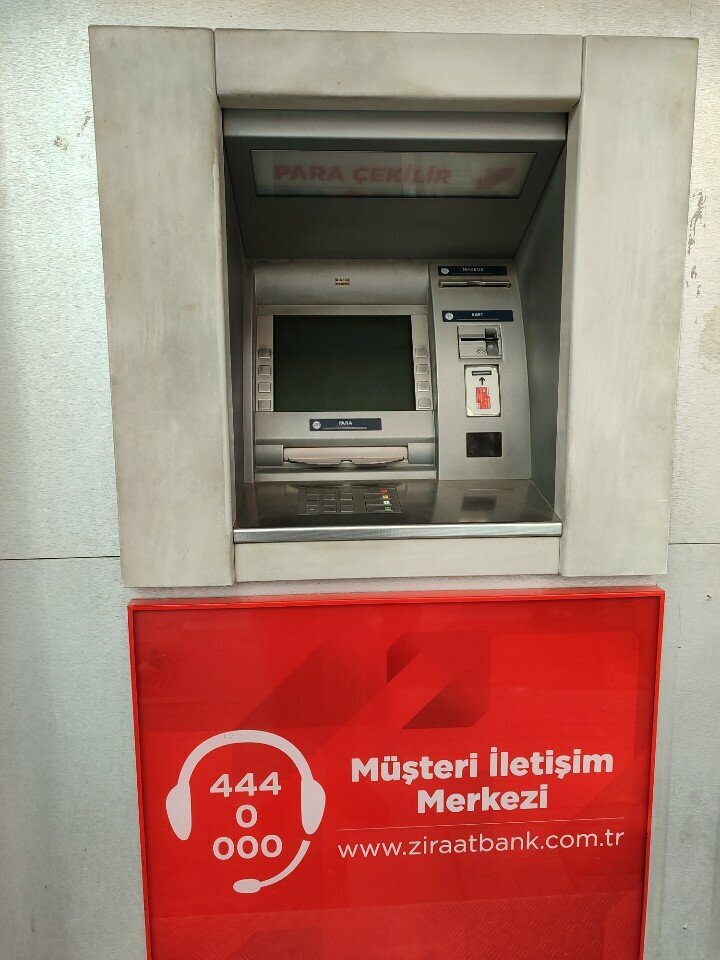 PARA ÇEKİLİR
PARA
444
0
000
Müşteri İletişim
Merkezi
www.ziraatbank.com.tr